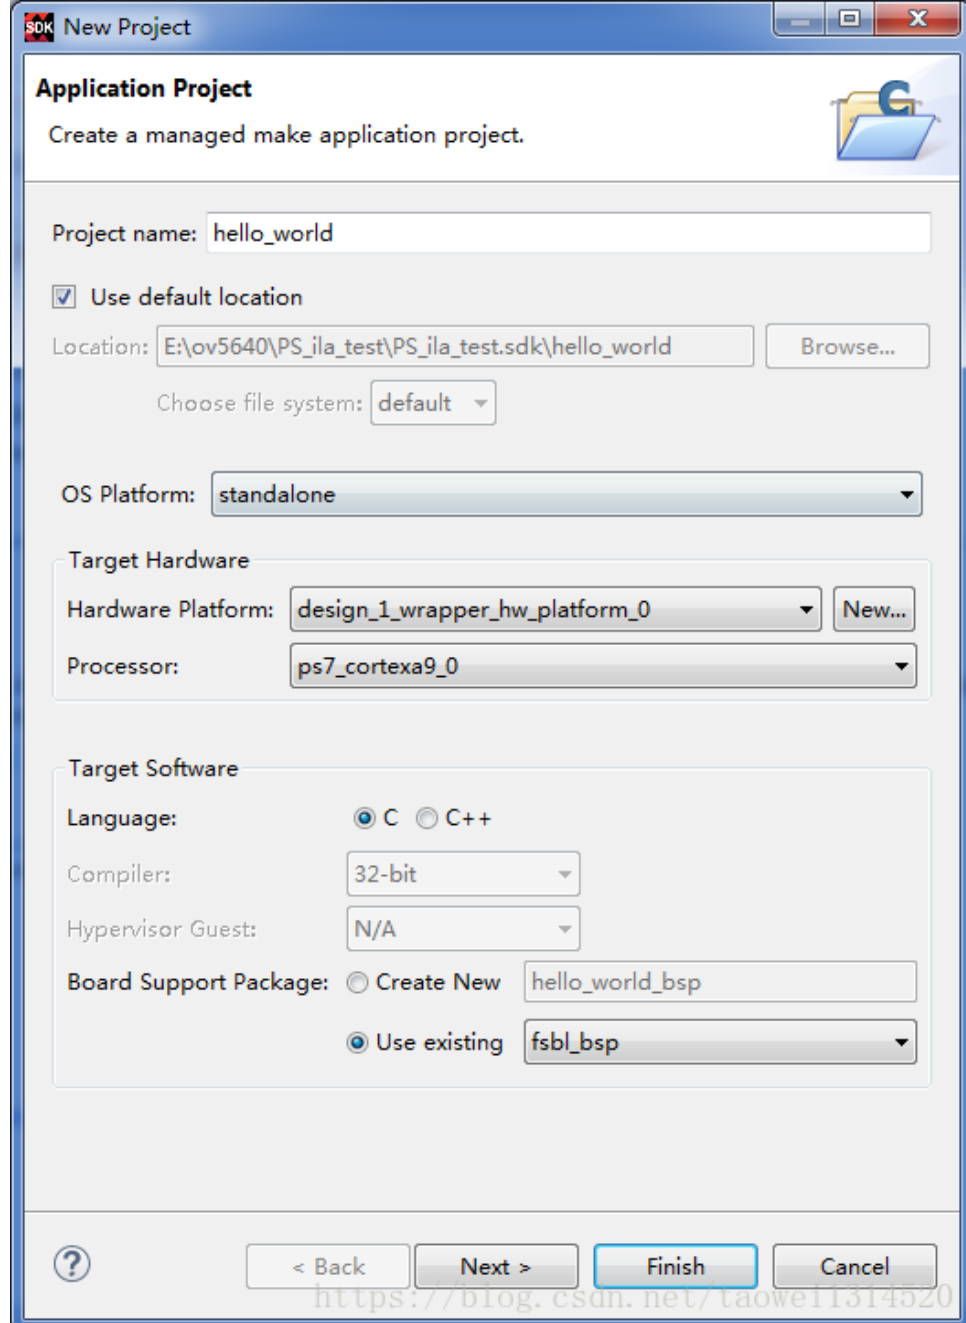 SDK New Project
Application Project
Create a managed make application project.
Project name: hello_world
Use default location
Location: E:\ov5640\PS_ila_test\PS_ila_test.sdk\hello_world Browse...
Choose file system: default
OS Platform: standalone
Target Hardware
Hardware Platform: design_1_wrapper_hw_platform_0 New...
Processor: ps7_cortexa9_0
Target Software
Language: C C++
Compiler: 32-bit
Hypervisor Guest: N/A
Board Support Package: Create New hello_world_bsp
Use existing fsbl_bsp
? < Back Next > Finish Cancel
https://blog.csdn.net/taowei1314520